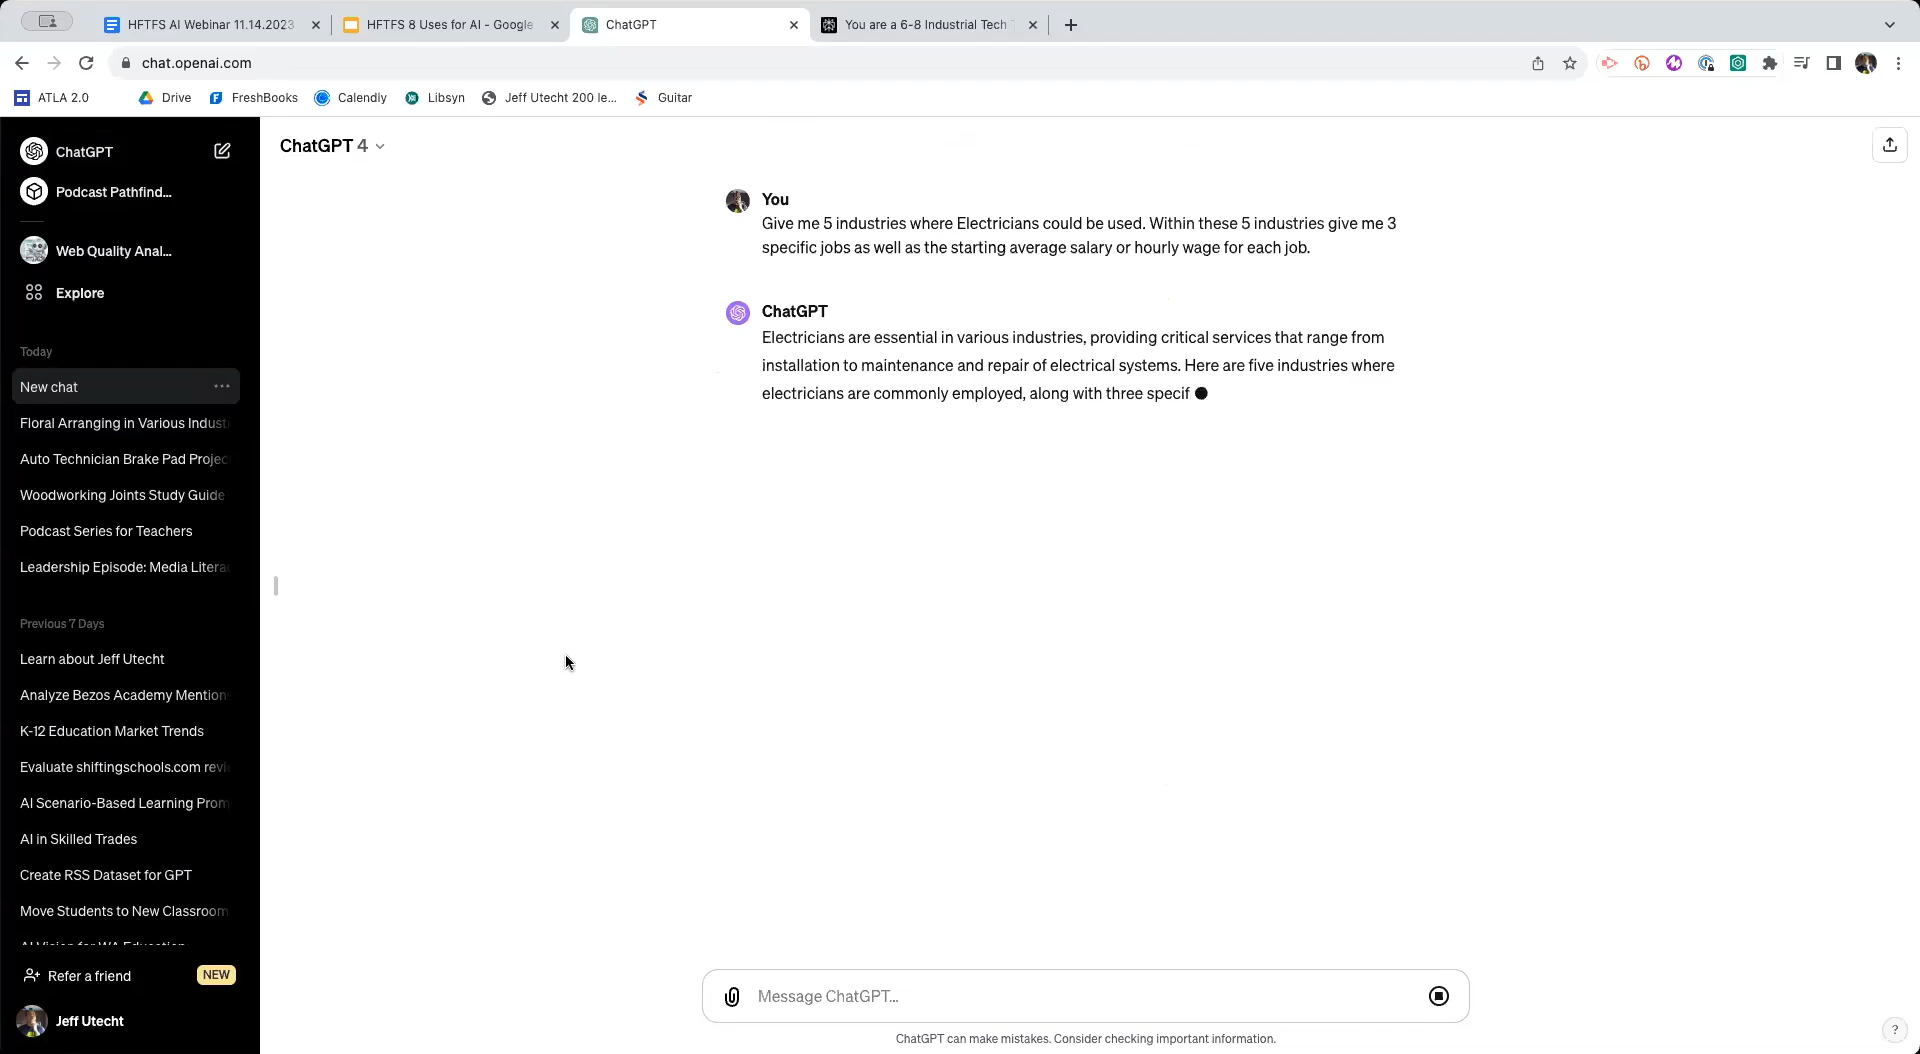 HFTFS AI Webinar 11.14.2023
HFTFS 8 Uses for AI - Google
ChatGPT
You are a 6-8 Industrial Tech
chat.openai.com
ATLA 2.0
Drive
FreshBooks
Calendly
Libsyn
Jeff Utecht 200 le...
Guitar
ChatGPT
Podcast Pathfind...
Web Quality Anal...
Explore
Today
New chat
Floral Arranging in Various Indust
Auto Technician Brake Pad Projec
Woodworking Joints Study Guide
Podcast Series for Teachers
Leadership Episode: Media Litera
Previous 7 Days
Learn about Jeff Utecht
Analyze Bezos Academy Mention
K-12 Education Market Trends
Evaluate shiftingschools.com revi
AI Scenario-Based Learning Prom
AI in Skilled Trades
Create RSS Dataset for GPT
Move Students to New Classroom
AI Vision for WA Education
Refer a friend
NEW
Jeff Utecht
ChatGPT 4
You
Give me 5 industries where Electricians could be used. Within these 5 industries give me 3
specific jobs as well as the starting average salary or hourly wage for each job.
ChatGPT
Electricians are essential in various industries, providing critical services that range from
installation to maintenance and repair of electrical systems. Here are five industries where
electricians are commonly employed, along with three specif
Message ChatGPT...
ChatGPT can make mistakes. Consider checking important information.
?